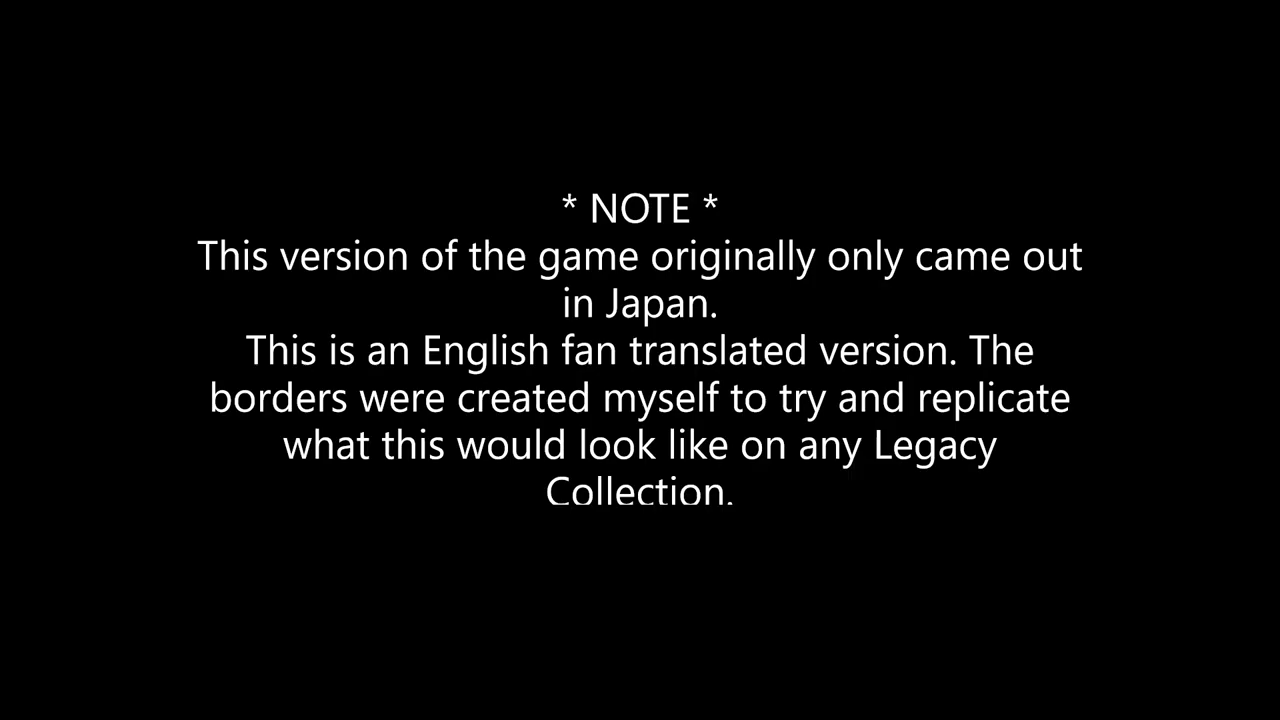 * NOTE *
This version of the game originally only came out
in Japan.
This is an English fan translated version. The
borders were created myself to try and replicate
what this would look like on any Legacy
Collection.